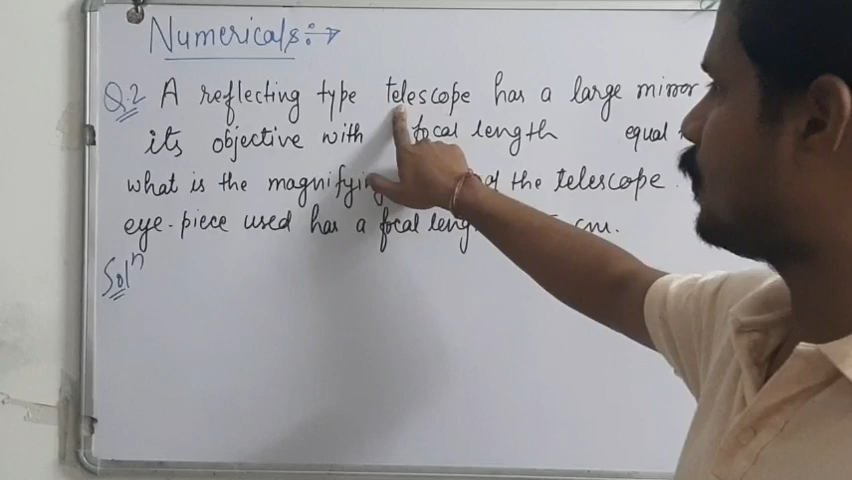 Numericals :→
Q.2 A reflecting type telescope has a large mirror
its objective with focal length equal
what is the magnifying the telescope.
eye-piece used has a focal cm.
Solⁿ